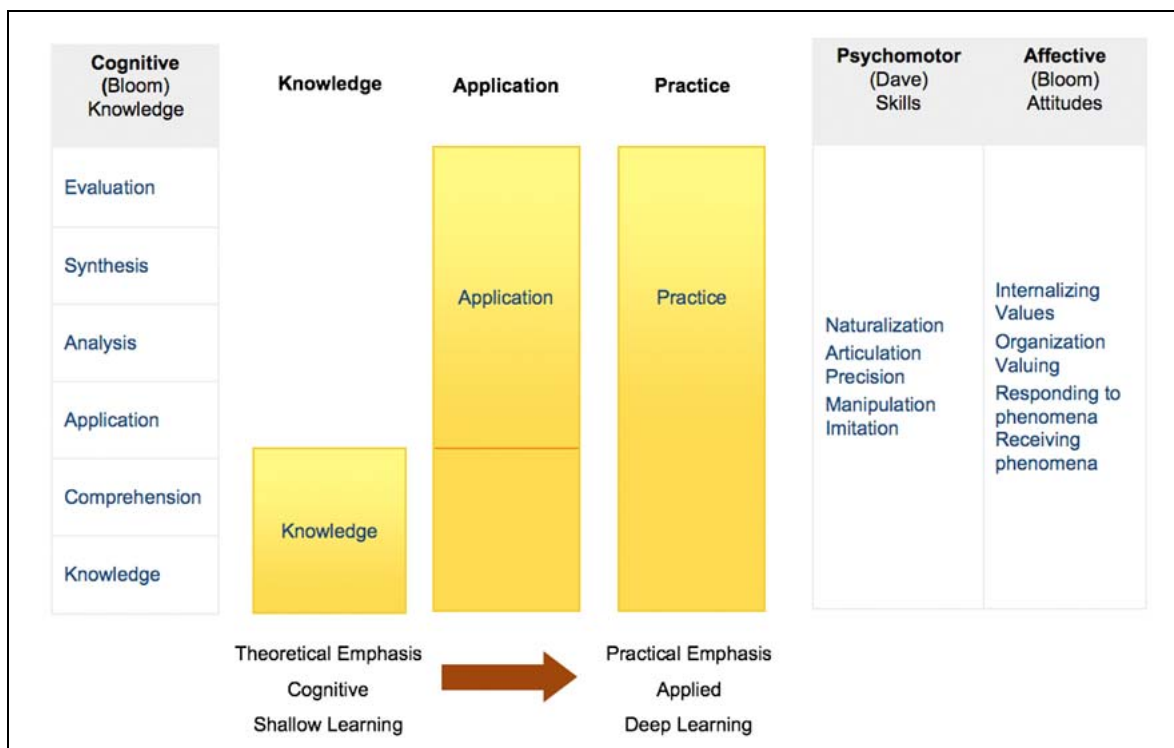 Cognitive
(Bloom)
Knowledge
Evaluation
Synthesis
Analysis
Application
Comprehension
Knowledge
Knowledge
Knowledge
Application
Application
Practice
Practice
Psychomotor
(Dave)
Skills
Naturalization
Articulation
Precision
Manipulation
Imitation
Affective
(Bloom)
Attitudes
Internalizing
Values
Organization
Valuing
Responding to
phenomena
Receiving
phenomena
Theoretical Emphasis
Cognitive
Shallow Learning
Practical Emphasis
Applied
Deep Learning